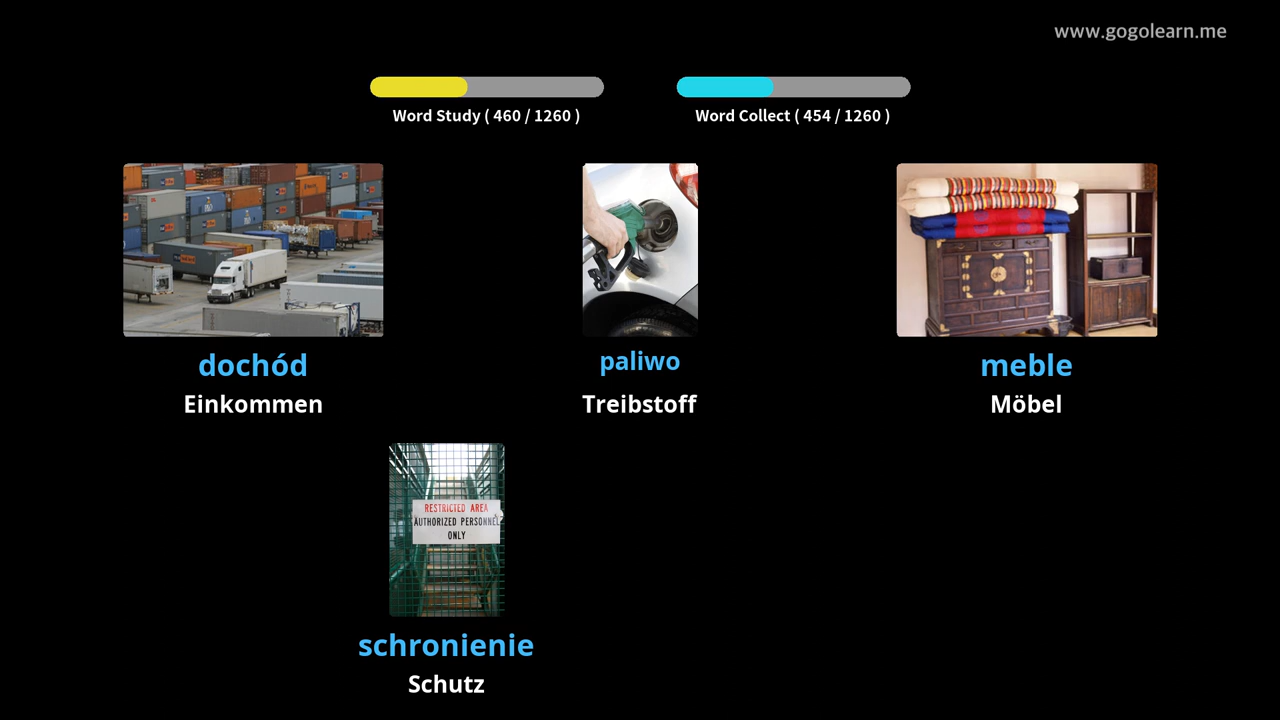 www.gogolearn.me
Word Study ( 460 / 1260 )
Word Collect ( 454 / 1260 )
dochód
Einkommen
paliwo
Treibstoff
meble
Möbel
RESTRICTED AREA
AUTHORIZED PERSONNEL
ONLY
schronienie
Schutz